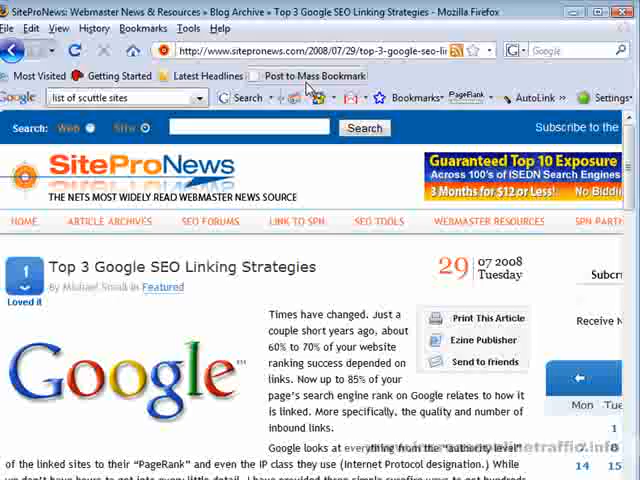 SiteProNews: Webmaster News & Resources » Blog Archive » Top 3 Google SEO Linking Strategies - Mozilla Firefox
File Edit View History Bookmarks Tools Help
http://www.sitepronews.com/2008/07/29/top-3-google-seo-li
Google
Most Visited Getting Started Latest Headlines Post to Mass Bookmark
Google list of scuttle sites Search Bookmarks PageRank AutoLink Settings
Search: Web Site Search Subscribe to the
SiteProNews
THE NETS MOST WIDELY READ WEBMASTER NEWS SOURCE
Guaranteed Top 10 Exposure
Across 100's of ISEDN Search Engines
3 Months for $12 or Less! No Biddi
HOME ARTICLE ARCHIVES SEO FORUMS LINK TO SPN SEO TOOLS WEBMASTER RESOURCES SPN PARTN
1
Loved it
Top 3 Google SEO Linking Strategies
By Michael Small in Featured
29 07 2008
Tuesday
Subcr
Receive N
Google™
Times have changed. Just a
couple short years ago, about
60% to 70% of your website
ranking success depended on
links. Now up to 85% of your
page's search engine rank on Google relates to how it
is linked. More specifically, the quality and number of
inbound links.
Print This Article
Ezine Publisher
Send to friends
Mon Tue
1
7 8
14 15
Google looks at everything from the "authority level"
of the linked sites to their "PageRank" and even the IP class they use (Internet Protocol designation.) While